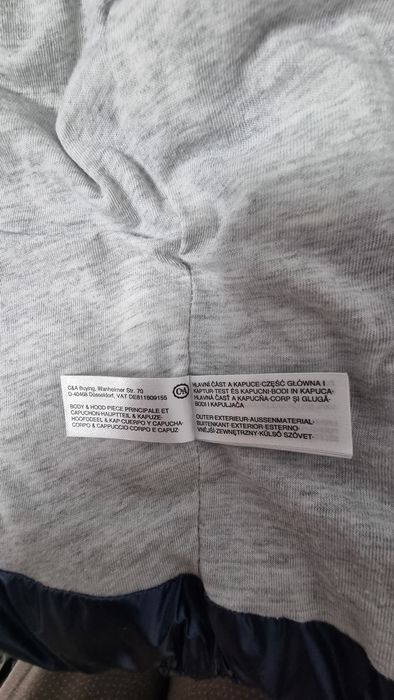 C&A Buying, Wanheimer Str. 70
D-40468 Düsseldorf, VAT DE811809155
BODY & HOOD PIECE PRINCIPALE ET
CAPUCHON·HAUPTTEIL & KAPUZE·
HOOFDDEEL & KAP·CUERPO Y CAPUCHA·
CORPO & CAPPUCCIO·CORPO E CAPUZ·
C&A
HLAVNÍ ČÁST A KAPUCE·CZĘŚĆ GŁÓWNA I
KAPTUR·TEST ÉS KAPUCNI·BODI IN KAPUCA·
HLAVNÁ ČASŤ A KAPUCŇA·CORP ȘI GLUGĂ·
BODI I KAPULJAČA
OUTER·EXTERIEUR·AUSSENMATERIAL·
BUITENKANT·EXTERIOR·ESTERNO·
VNĚJŠÍ·ZEWNĘTRZNY·KÜLSŐ SZÖVET·